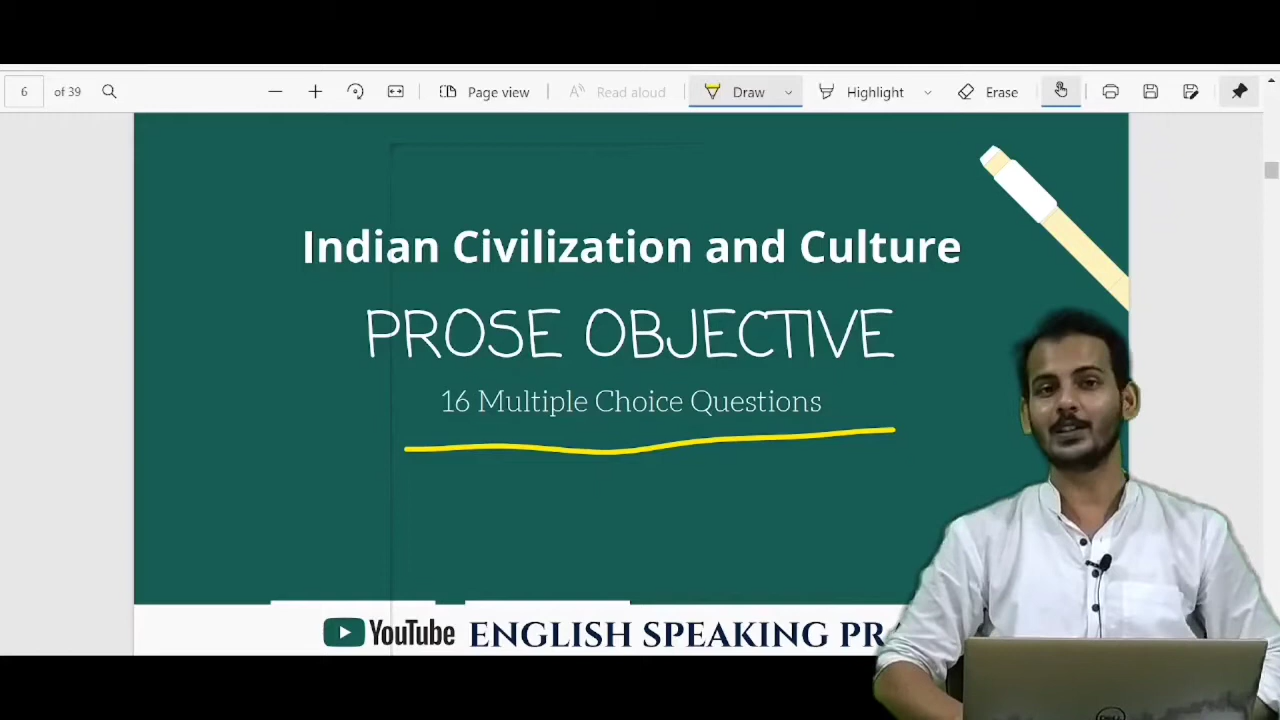 6 of 39 Page view Read aloud Draw Highlight Erase
Indian Civilization and Culture
PROSE OBJECTIVE
16 Multiple Choice Questions
YouTube ENGLISH SPEAKING
DELL